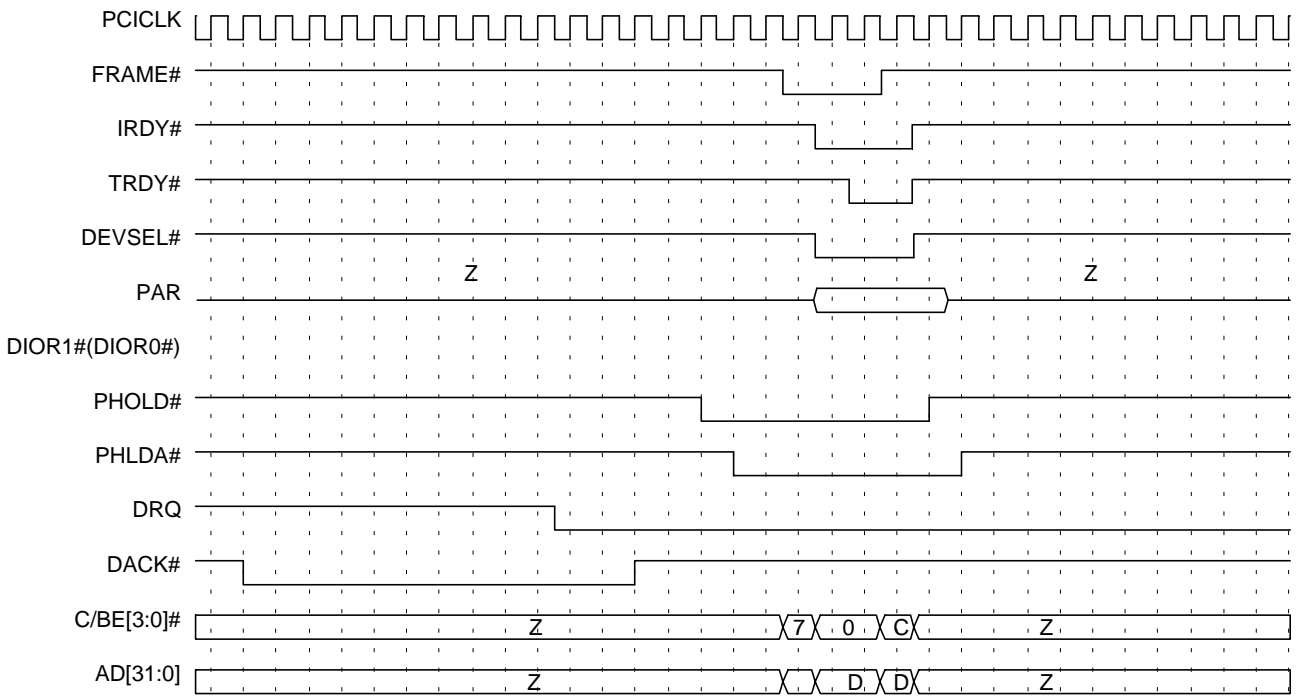 PCICLK
FRAME#
IRDY#
TRDY#
DEVSEL#
Z Z
PAR
DIOR1#(DIOR0#)
PHOLD#
PHLDA#
DRQ
DACK#
C/BE[3:0]# Z 7 0 C Z
AD[31:0] Z D D Z